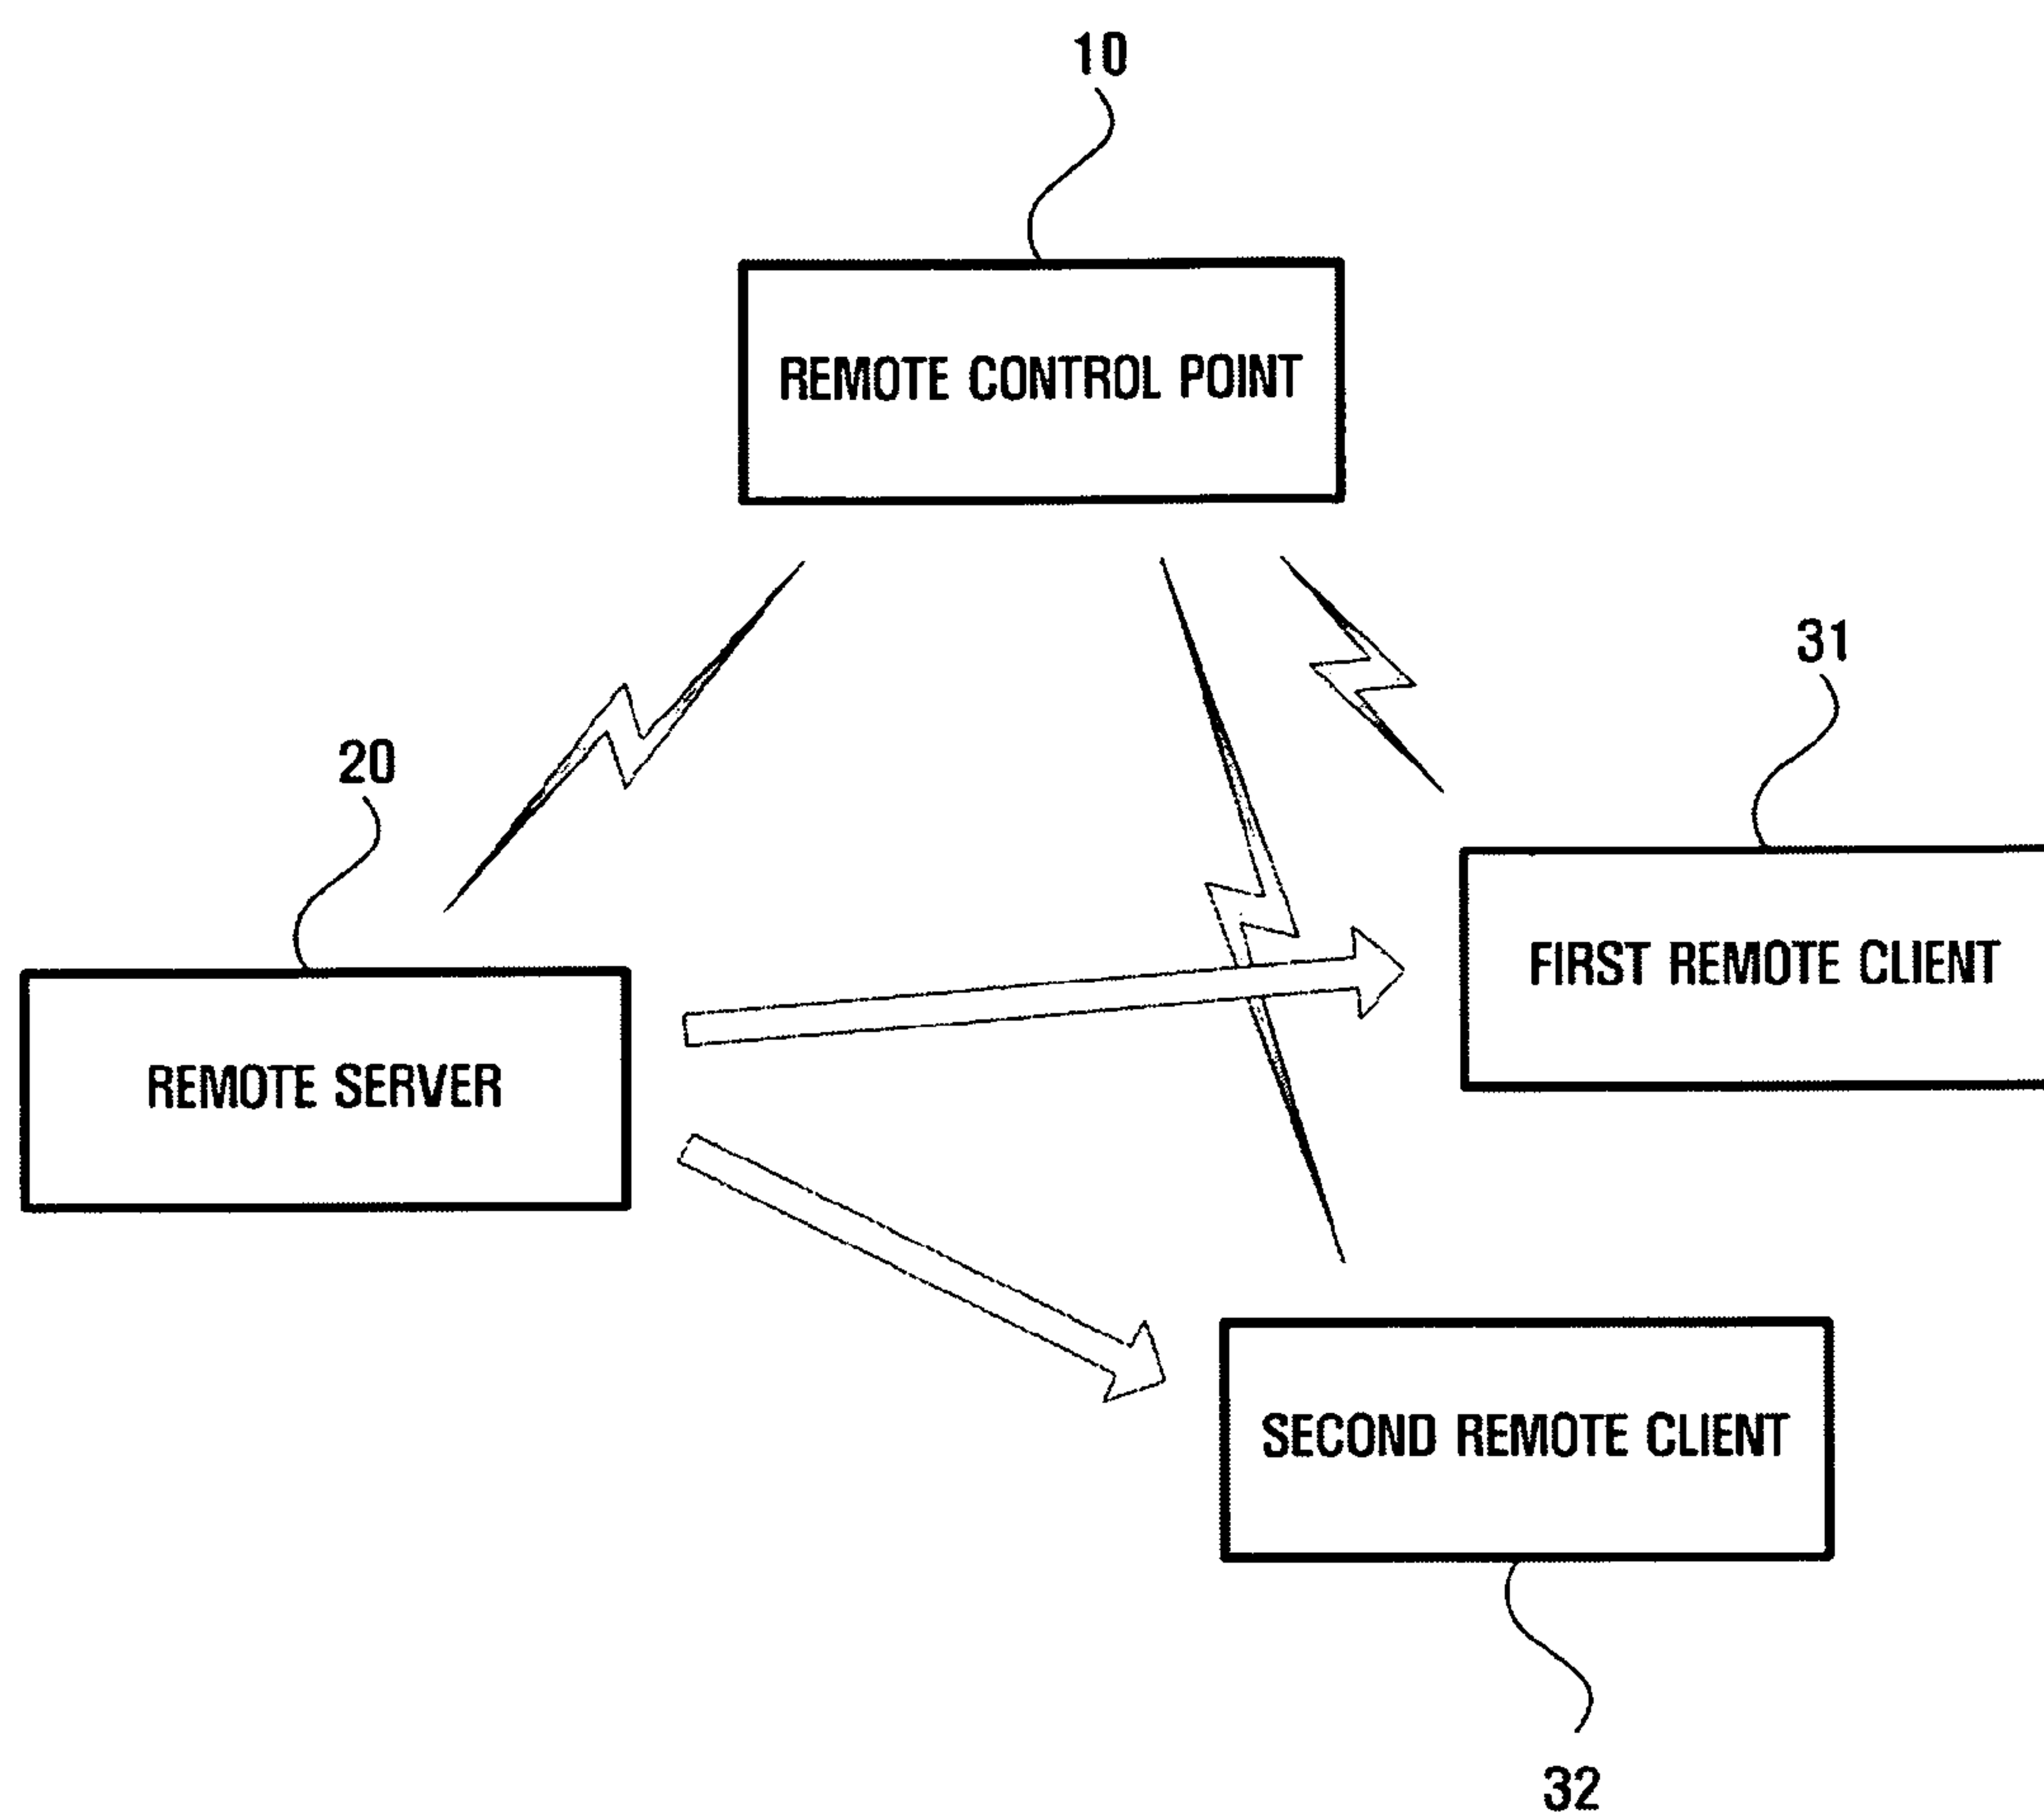 10
REMOTE CONTROL POINT
31
20
FIRST REMOTE CLIENT
REMOTE SERVER
SECOND REMOTE CLIENT
32